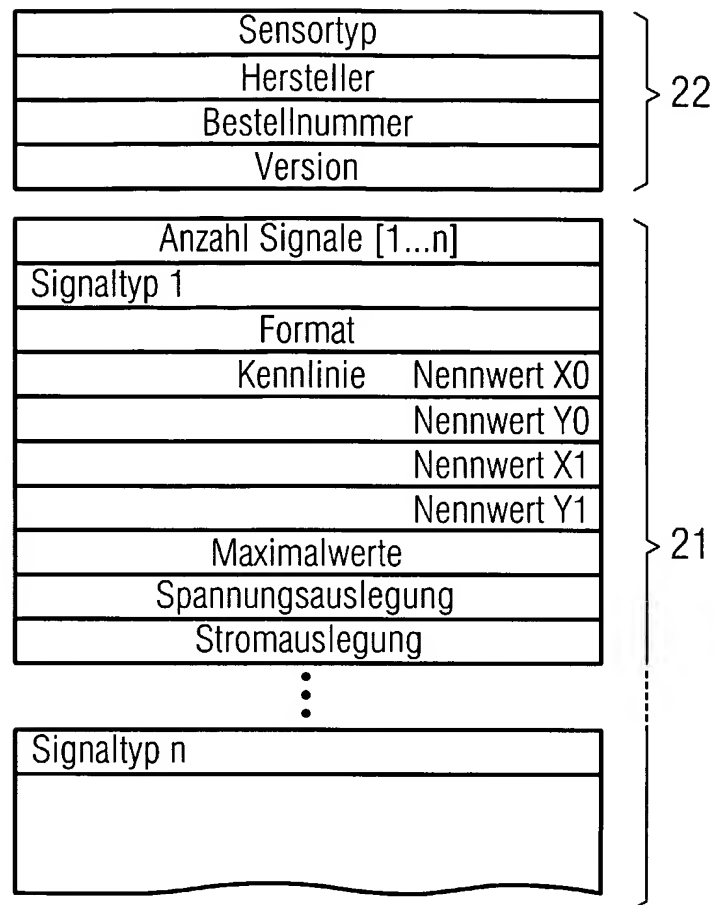 Sensortyp
Hersteller
Bestellnummer
Version
22
Anzahl Signale [1...n]
Signaltyp 1
Format
Kennlinie Nennwert X0
Nennwert Y0
Nennwert X1
Nennwert Y1
Maximalwerte
21
Spannungsauslegung
Stromauslegung
Signaltyp n